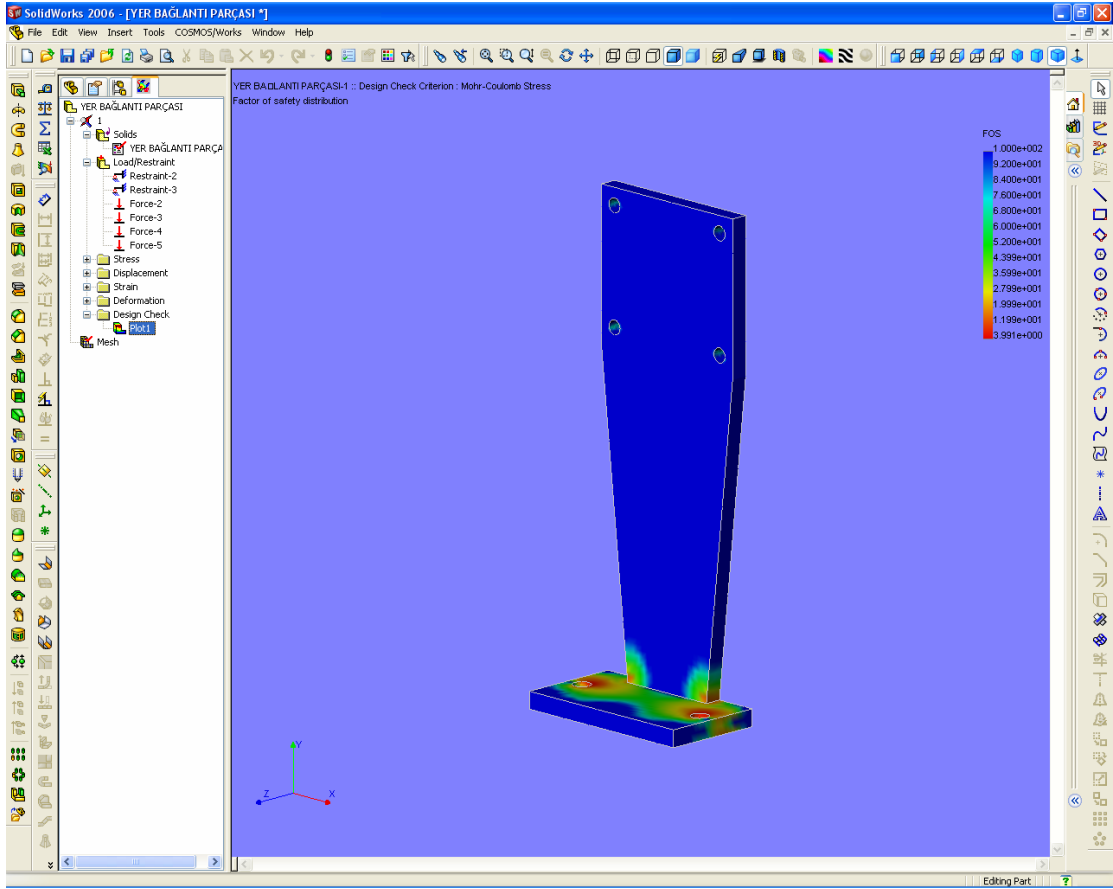 SolidWorks 2006 - [YER BAĞLANTI PARÇASI *]
File Edit View Insert Tools COSMOS/Works Window Help
YER BAĞLANTI PARÇASI
1
Solids
YER BAĞLANTI PARÇA
Load/Restraint
Restraint-2
Restraint-3
Force-2
Force-3
Force-4
Force-5
Stress
Displacement
Strain
Deformation
Design Check
Plot1
Mesh
YER BAÐLANTI PARÇASI-1 :: Design Check Criterion : Mohr-Coulomb Stress
Factor of safety distribution
FOS
1.000e+002
9.200e+001
8.400e+001
7.600e+001
6.800e+001
6.000e+001
5.200e+001
4.399e+001
3.599e+001
2.799e+001
1.999e+001
1.199e+001
3.991e+000
Y
Z
X
Editing Part